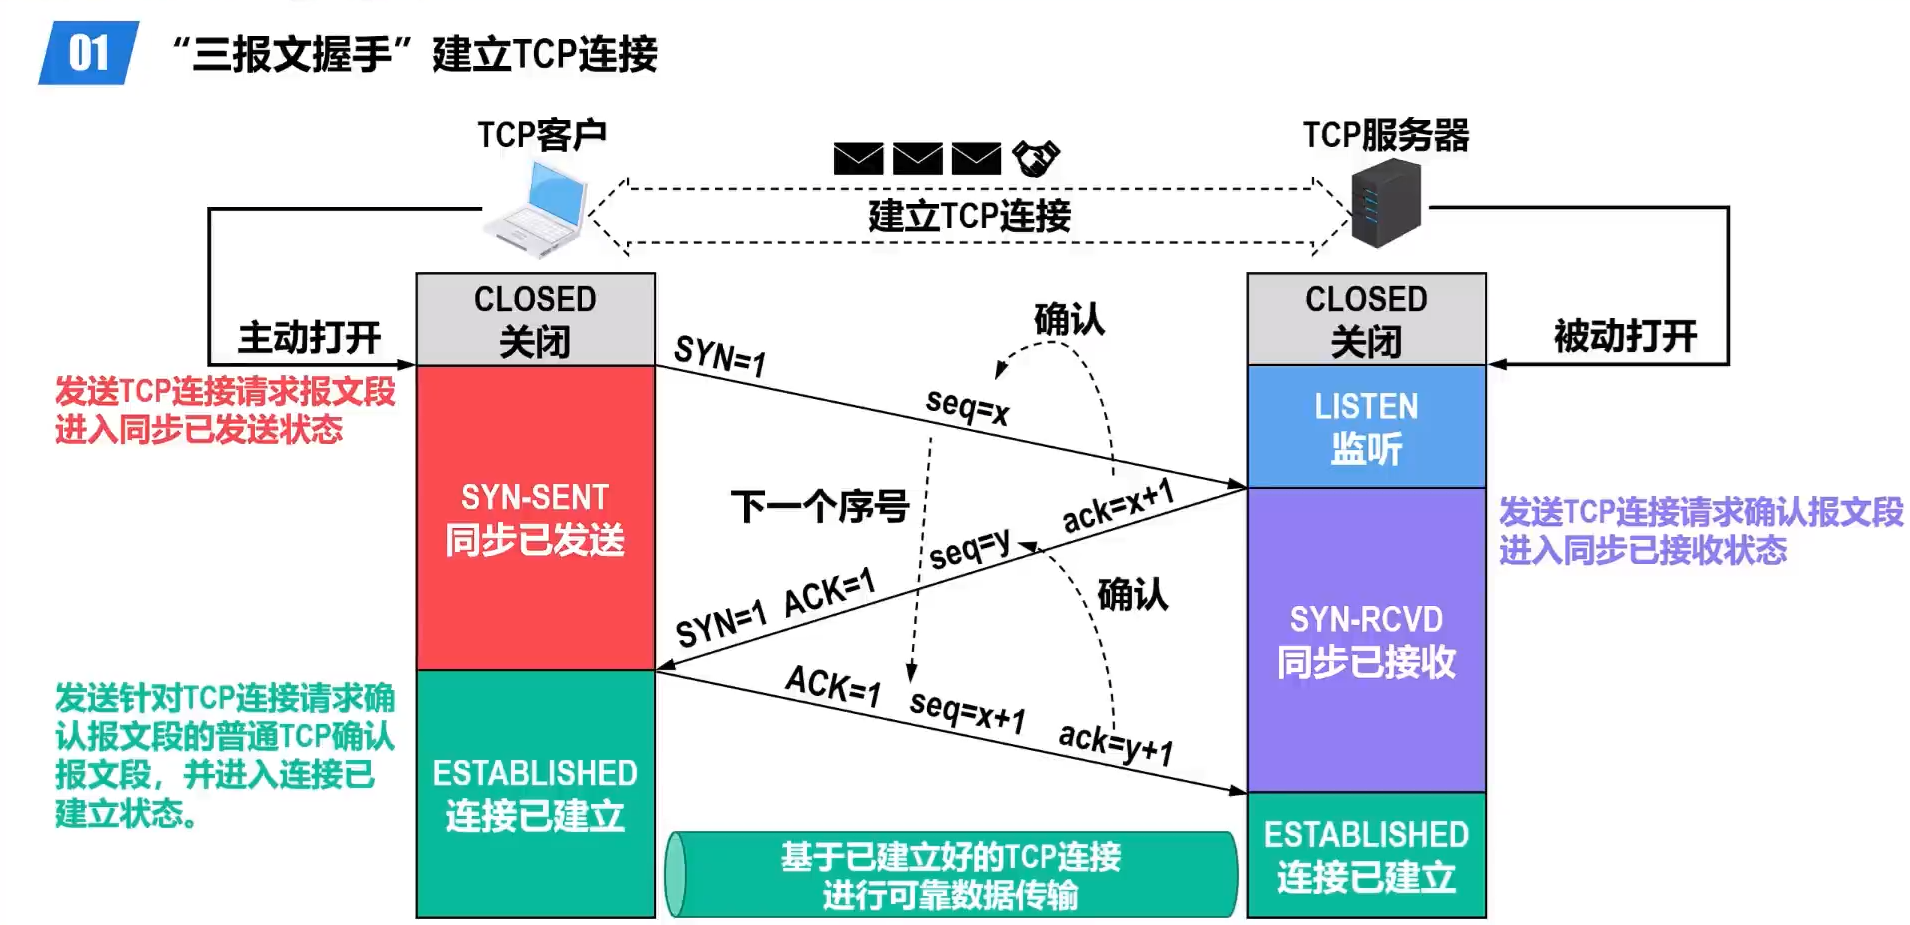 01
“三报文握手”建立TCP连接
TCP客户
TCP服务器
建立TCP连接
主动打开
被动打开
CLOSED
关闭
CLOSED
关闭
确认
SYN=1
seq=x
发送TCP连接请求报文段
进入同步已发送状态
LISTEN
监听
SYN-SENT
同步已发送
下一个序号
ack=x+1
seq=y
SYN=1 ACK=1
确认
发送TCP连接请求确认报文段
进入同步已接收状态
SYN-RCVD
同步已接收
发送针对TCP连接请求确
认报文段的普通TCP确认
报文段，并进入连接已
建立状态。
ACK=1
seq=x+1
ack=y+1
ESTABLISHED
连接已建立
基于已建立好的TCP连接
进行可靠数据传输
ESTABLISHED
连接已建立